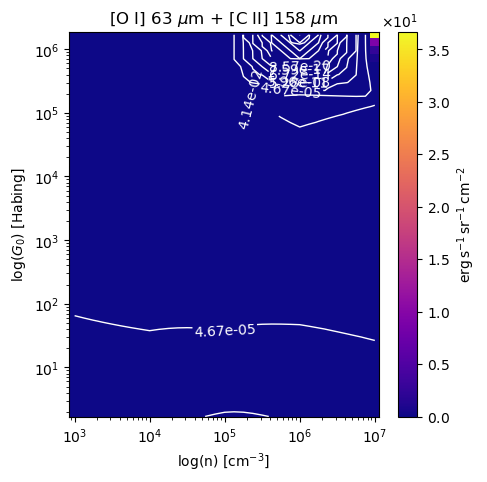 [O I] 63 μm + [C II] 158 μm
×10¹
10⁶
10⁵
10⁴
10³
10²
10¹
log(G₀) [Habing]
4.14e-02
4.67e-05
4.67e-05
10³
10⁴
10⁵
10⁶
10⁷
log(n) [cm⁻³]
3.5
3.0
2.5
2.0
1.5
1.0
0.5
0.0
erg s⁻¹ sr⁻¹ cm⁻²